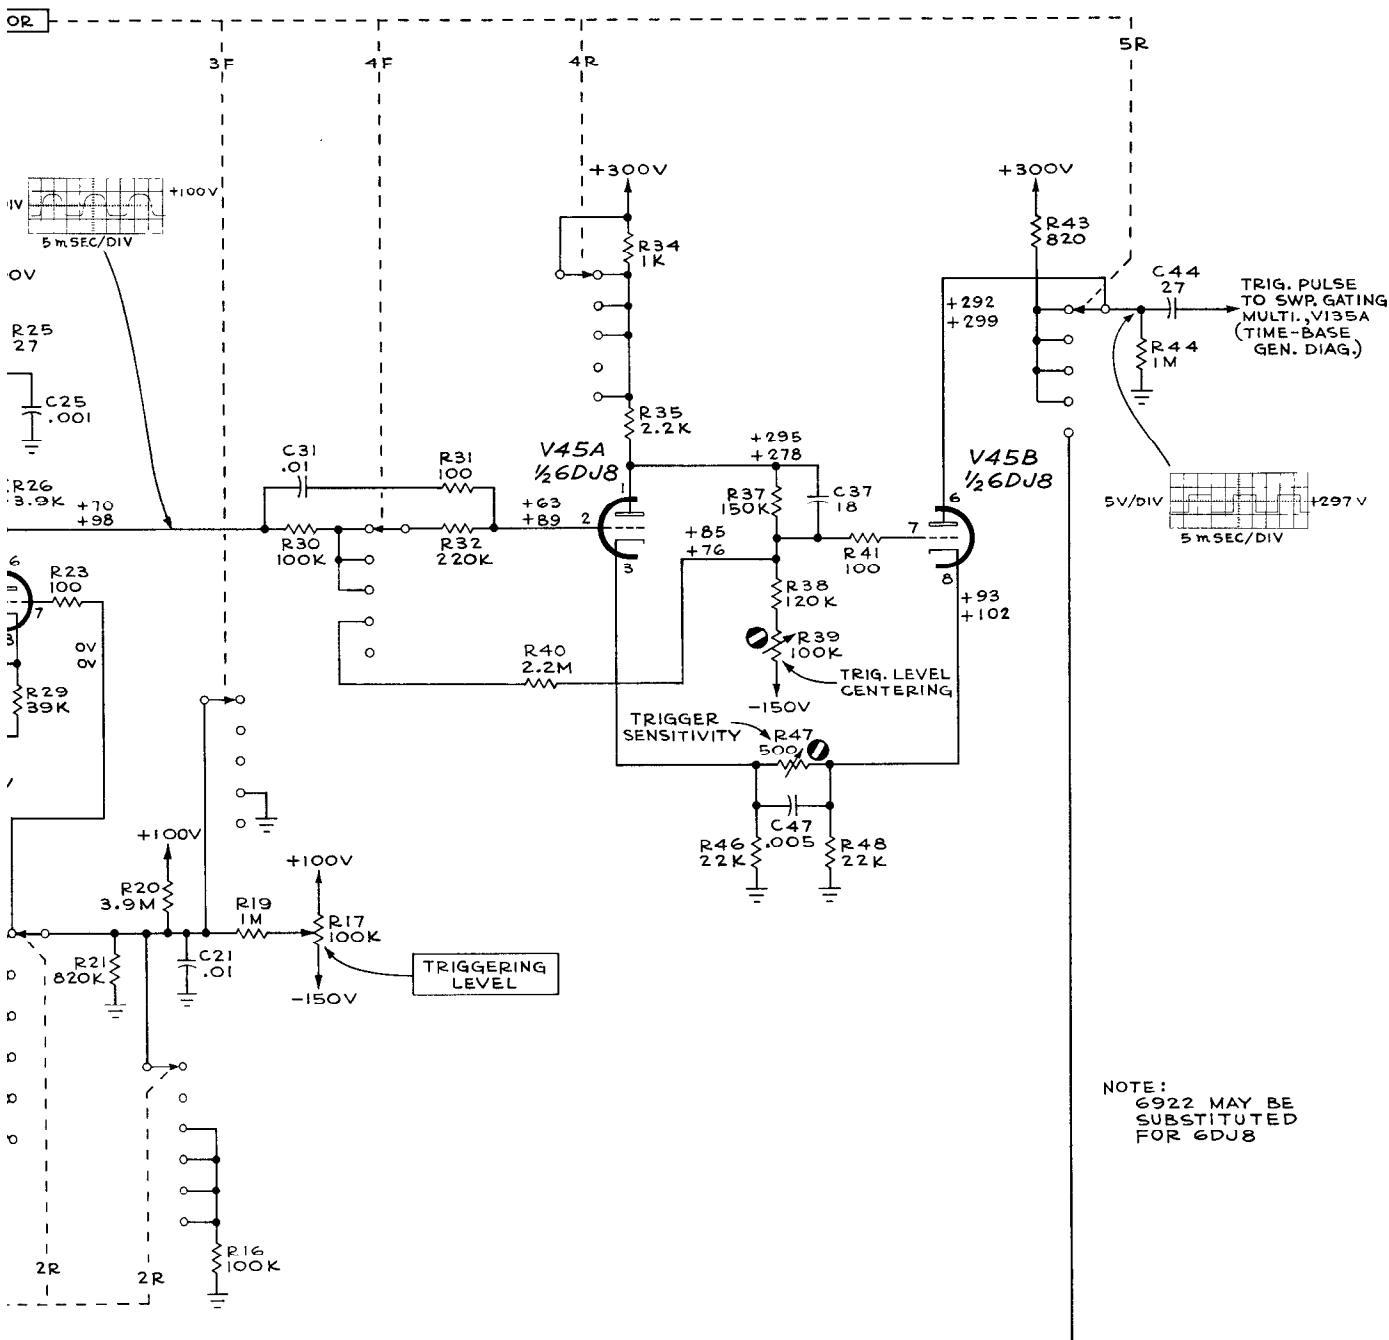 OR
3F
4F
4R
5R
+300V
+300V
R34
1K
R43
820
+100V
IV
5 mSEC/DIV
0V
C44
27
+292
+299
TRIG. PULSE
TO SWP. GATING
MULTI., V135A
(TIME-BASE
GEN. DIAG.)
R44
1M
R25
27
C25
.001
R35
2.2K
+295
+278
V45A
½6DJ8
V45B
½6DJ8
C31
.01
R31
100
R26
3.9K
+70
+98
1
2
3
+63
+89
R37
150K
C37
18
6
7
8
5V/DIV
+297V
5 mSEC/DIV
R30
100K
R32
220K
+85
+76
R41
100
6
R23
100
7
8
R38
120K
+93
+102
0V
0V
R40
2.2M
R39
100K
TRIG. LEVEL
CENTERING
-150V
R29
39K
TRIGGER
SENSITIVITY
R47
500
C47
.005
R46
22K
R48
22K
+100V
+100V
R20
3.9M
R19
1M
R17
100K
R21
820K
C21
.01
-150V
TRIGGERING
LEVEL
NOTE:
6922 MAY BE
SUBSTITUTED
FOR 6DJ8
R16
100K
2R
2R